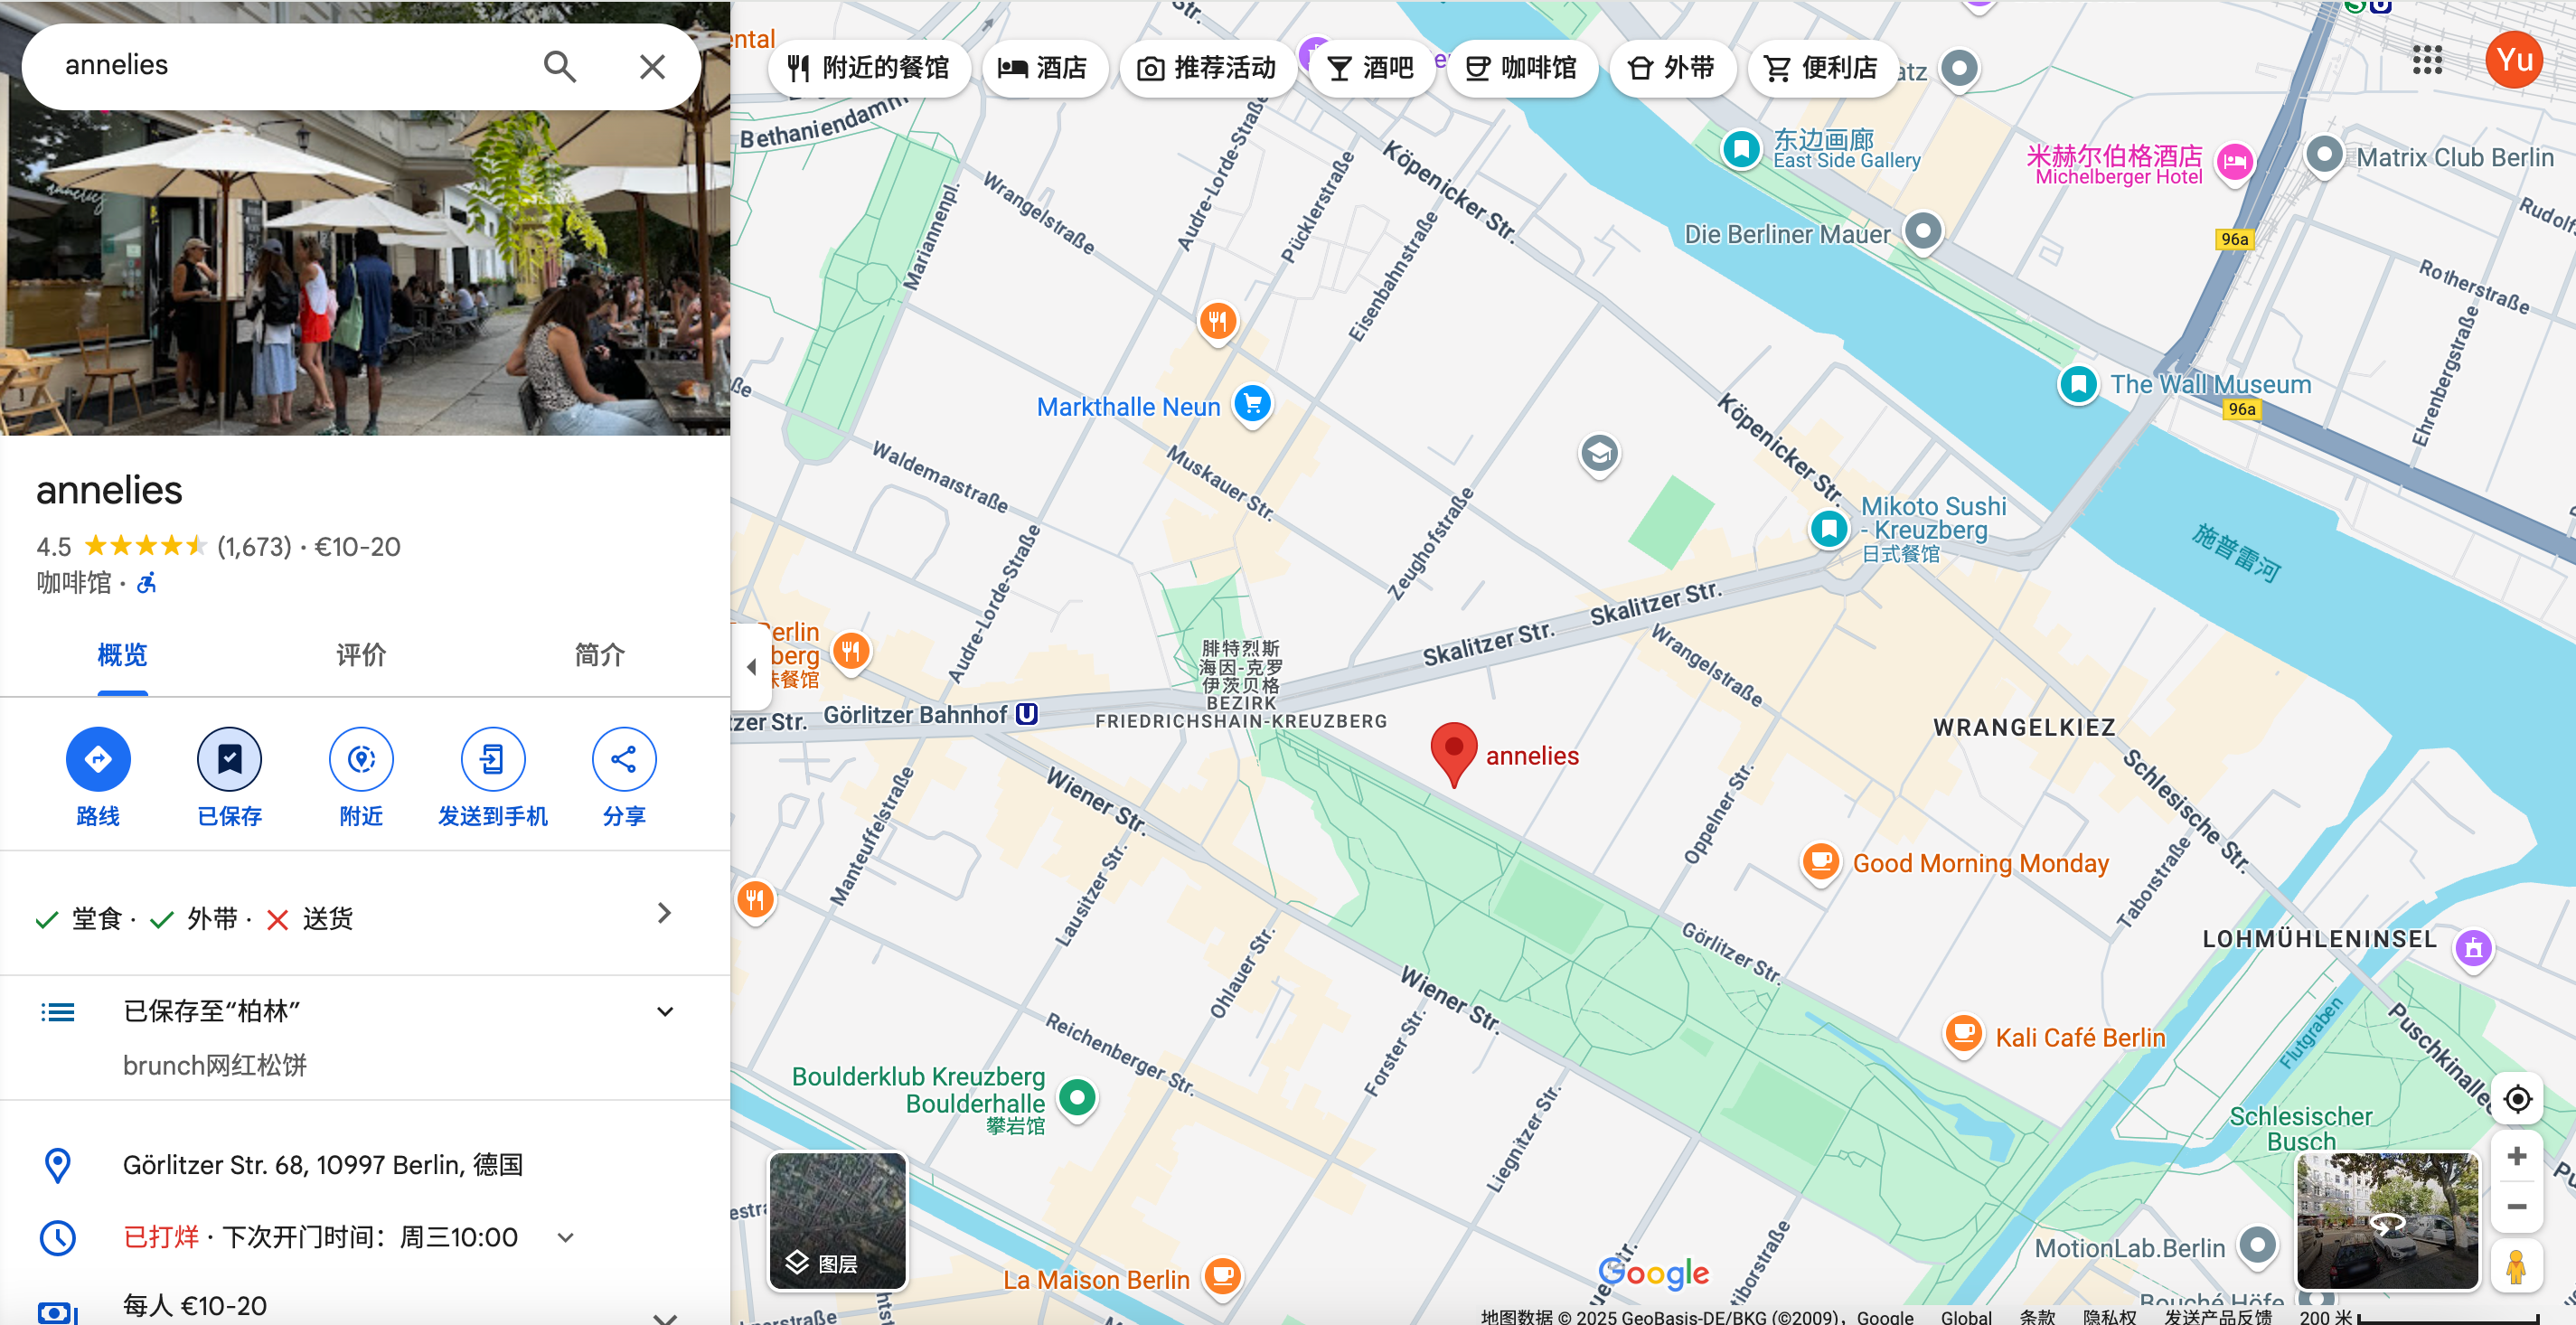 annelies
annelies
4.5 (1,673) · €10-20
咖啡馆 ·
概览
评价
简介
路线
已保存
附近
发送到手机
分享
堂食 · 外带 · 送货
已保存至“柏林”
brunch网红松饼
Görlitzer Str. 68, 10997 Berlin, 德国
已打烊 · 下次开门时间：周三10:00
每人 €10-20
附近的餐馆
酒店
推荐活动
酒吧
咖啡馆
外带
便利店
Yu
Bethaniendamm
Mariannenpl.
Wrangelstraße
Audre-Lorde-Straße
Pücklerstraße
Eisenbahnstraße
Köpenicker Str.
东边画廊
East Side Gallery
Die Berliner Mauer
米赫尔伯格酒店
Michelberger Hotel
Matrix Club Berlin
96a
Rotherstraße
Ehrenbergstraße
The Wall Museum
96a
Markthalle Neun
Waldemarstraße
Muskauer Str.
Zeughofstraße
Köpenicker Str.
Mikoto Sushi
- Kreuzberg
日式餐馆
施普雷河
Audre-Lorde-Straße
Skalitzer Str.
Skalitzer Str.
Wrangelstraße
腓特烈斯
海因-克罗
伊茨贝格
BEZIRK
FRIEDRICHSHAIN-KREUZBERG
Görlitzer Bahnhof U
annelies
WRANGELKIEZ
Schlesische Str.
Wiener Str.
Manteuffelstraße
Lausitzer Str.
Oppelner Str.
Good Morning Monday
Taborstraße
LOHMÜHLENINSEL
Görlitzer Str.
Ohlauer Str.
Wiener Str.
Reichenberger Str.
Forster Str.
Liegnitzer Str.
Kali Café Berlin
Flutgraben
Puschkinallee
Boulderklub Kreuzberg
Boulderhalle
攀岩馆
Schlesischer
Busch
MotionLab.Berlin
La Maison Berlin
图层
Google
Bouché Höfe
地图数据 © 2025 GeoBasis-DE/BKG (©2009)，Google
Global
条款
隐私权
发送产品反馈
200 米